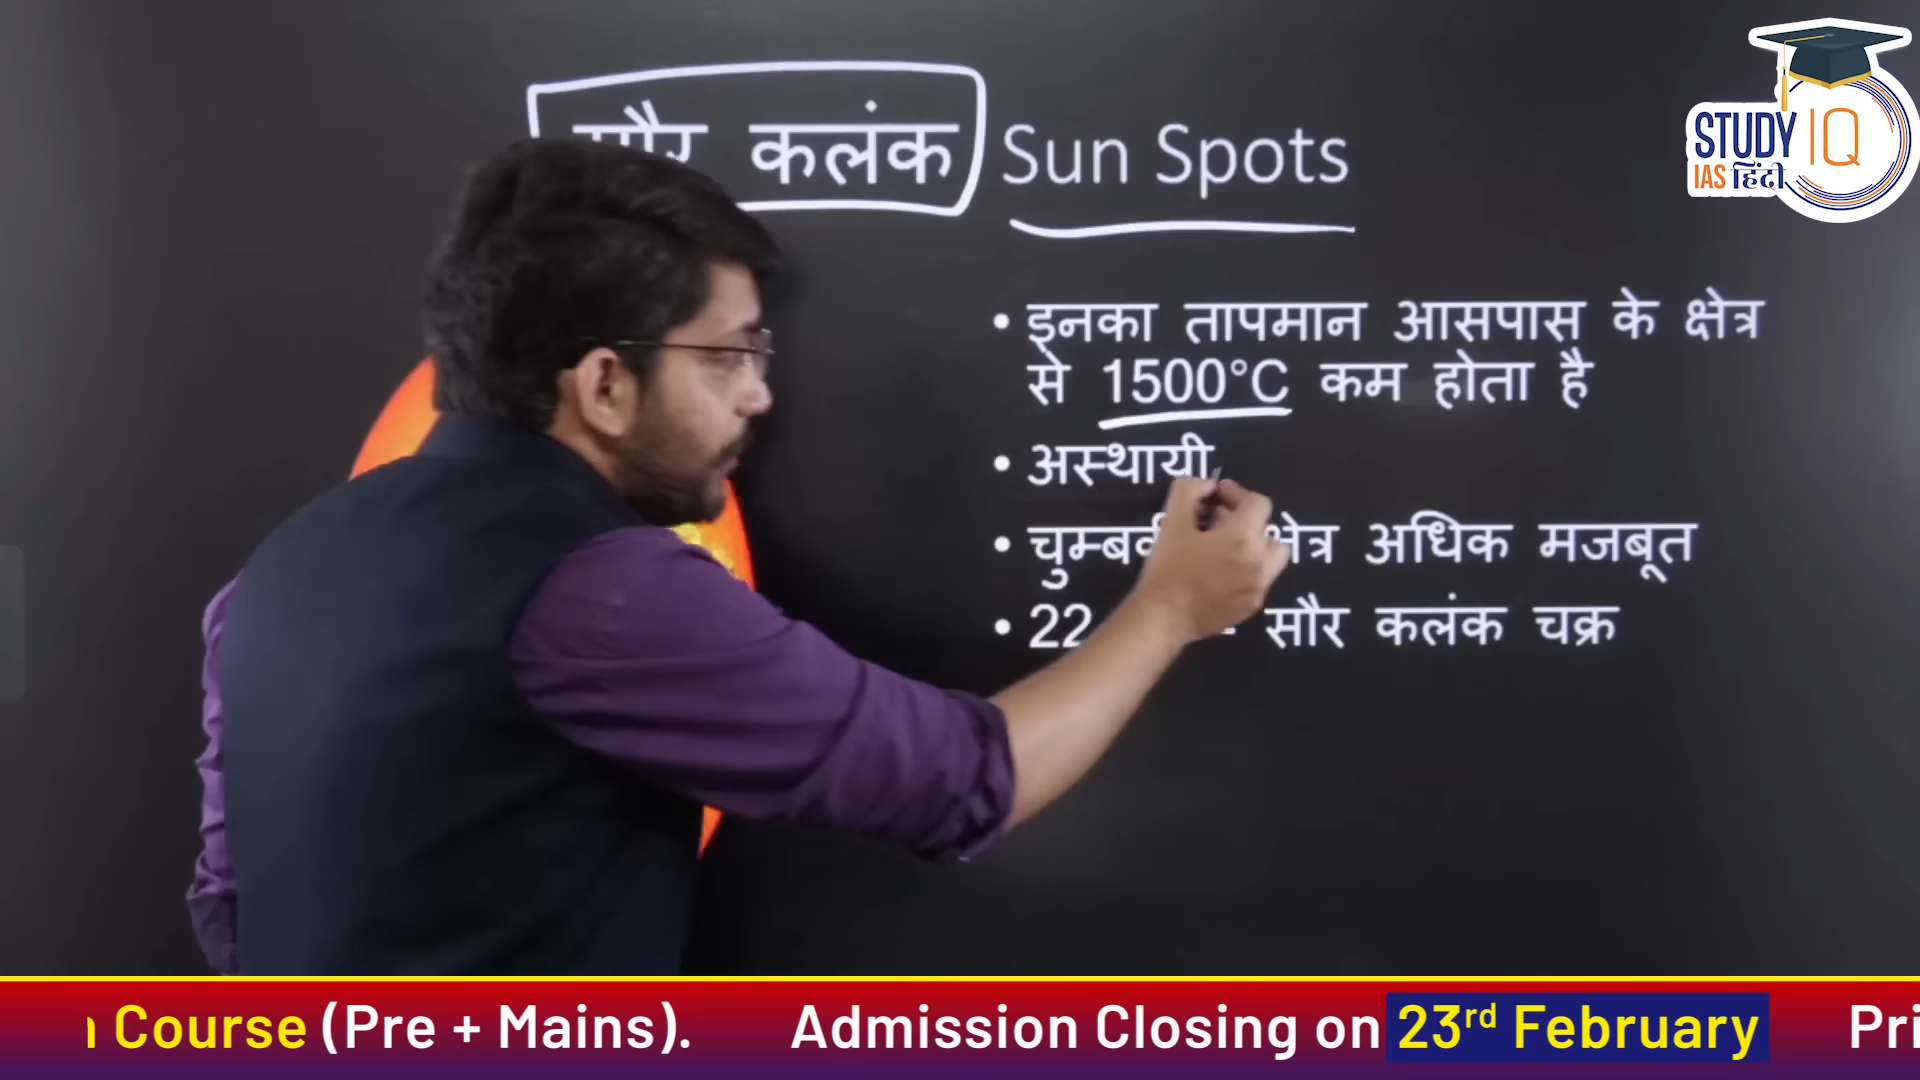 सौर कलंक Sun Spots
STUDY IQ
IAS हिंदी
• इनका तापमान आसपास के क्षेत्र
से 1500°C कम होता है
• अस्थायी
• क्षेत्र अधिक मजबूत
• 22 - सौर कलंक चक्र
Course (Pre + Mains). Admission Closing on 23rd February